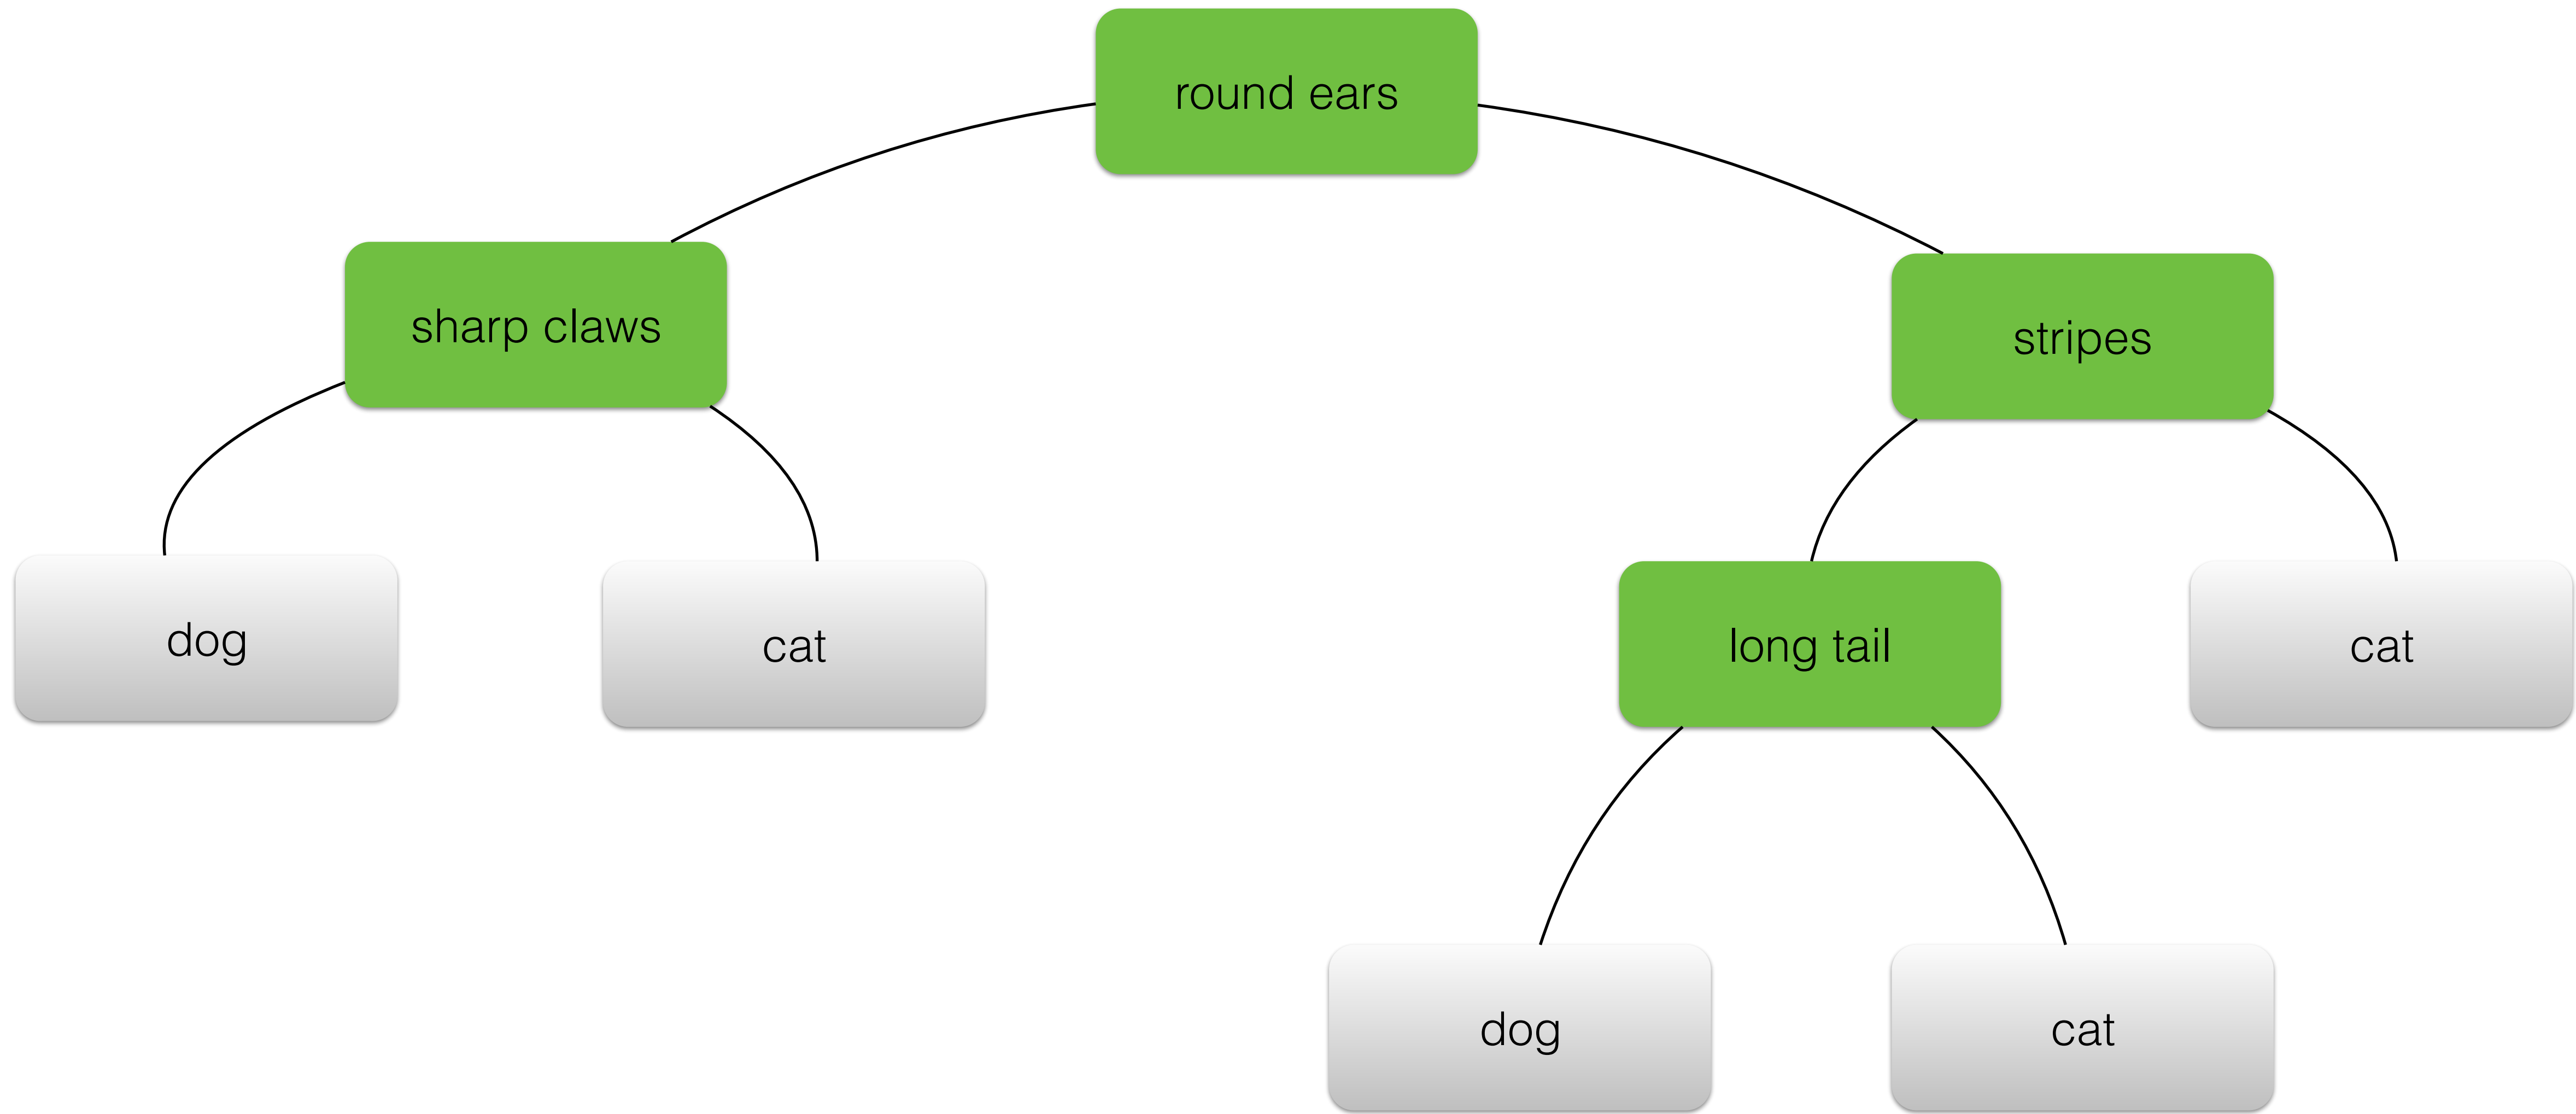 round ears
sharp claws
stripes
dog
cat
long tail
cat
dog
cat